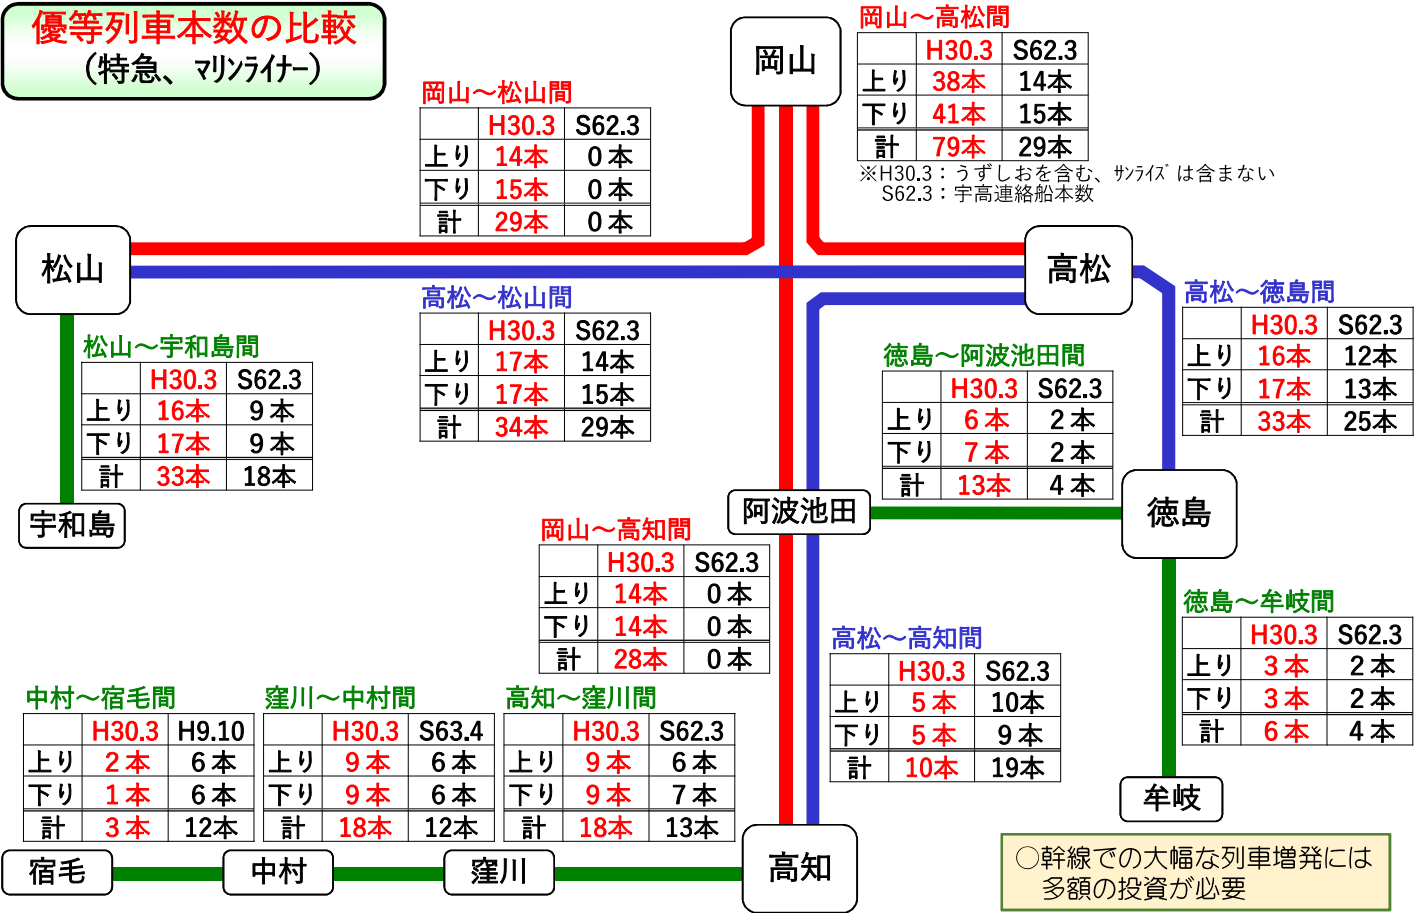 優等列車本数の比較
（特急、マリンライナー）
岡山
岡山～高松間
H30.3 S62.3
上り 38本 14本
下り 41本 15本
計 79本 29本
※H30.3：うずしおを含む、サンライズは含まない
S62.3：宇高連絡船本数
岡山～松山間
H30.3 S62.3
上り 14本 0本
下り 15本 0本
計 29本 0本
松山
高松
高松～松山間
H30.3 S62.3
上り 17本 14本
下り 17本 15本
計 34本 29本
高松～徳島間
H30.3 S62.3
上り 16本 12本
下り 17本 13本
計 33本 25本
松山～宇和島間
H30.3 S62.3
上り 16本 9本
下り 17本 9本
計 33本 18本
徳島～阿波池田間
H30.3 S62.3
上り 6本 2本
下り 7本 2本
計 13本 4本
宇和島
阿波池田
徳島
岡山～高知間
H30.3 S62.3
上り 14本 0本
下り 14本 0本
計 28本 0本
高松～高知間
H30.3 S62.3
上り 5本 10本
下り 5本 9本
計 10本 19本
徳島～牟岐間
H30.3 S62.3
上り 3本 2本
下り 3本 2本
計 6本 4本
中村～宿毛間
H30.3 H9.10
上り 2本 6本
下り 1本 6本
計 3本 12本
窪川～中村間
H30.3 S63.4
上り 9本 6本
下り 9本 6本
計 18本 12本
高知～窪川間
H30.3 S62.3
上り 9本 6本
下り 9本 7本
計 18本 13本
牟岐
宿毛
中村
窪川
高知
○幹線での大幅な列車増発には
多額の投資が必要